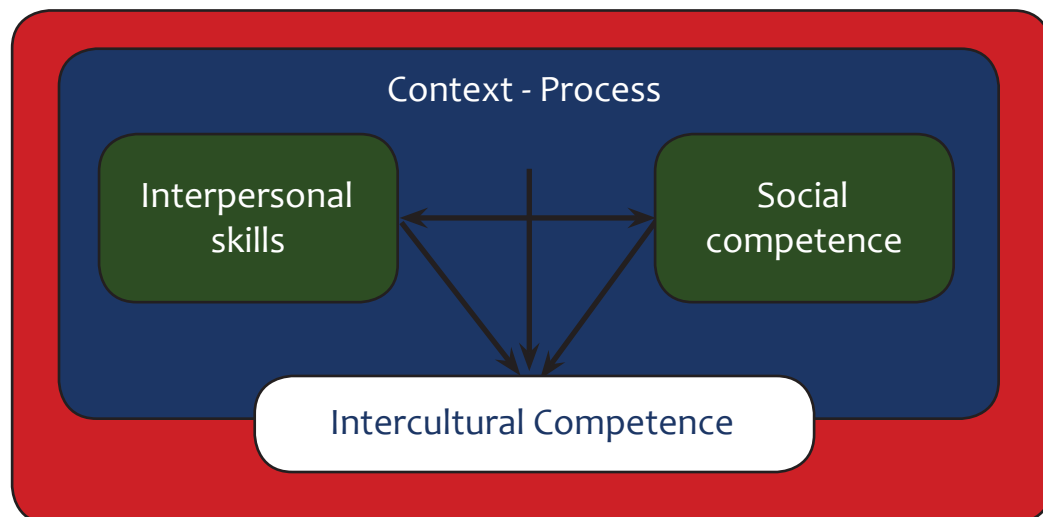 Context - Process
Interpersonal
skills
Social
competence
Intercultural Competence